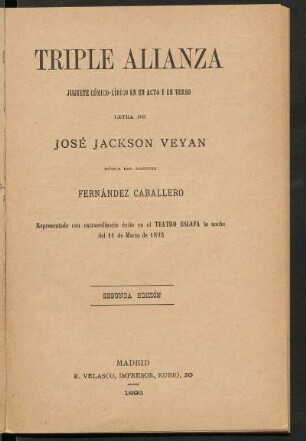 TRIPLE ALIANZA
JUGUETE CÓMICO-LÍRICO EN UN ACTO Y EN VERSO
LETRA DE
JOSÉ JACKSON VEYAN
MÚSICA DEL MAESTRO
FERNÁNDEZ CABALLERO
Representado con extraordinario éxito en el TEATRO ESLAVA la noche
del 11 de Marzo de
SEGUNDA EDICIÓN
MADRID
R. VELASCO, IMPRESOR, RUBIO, 20